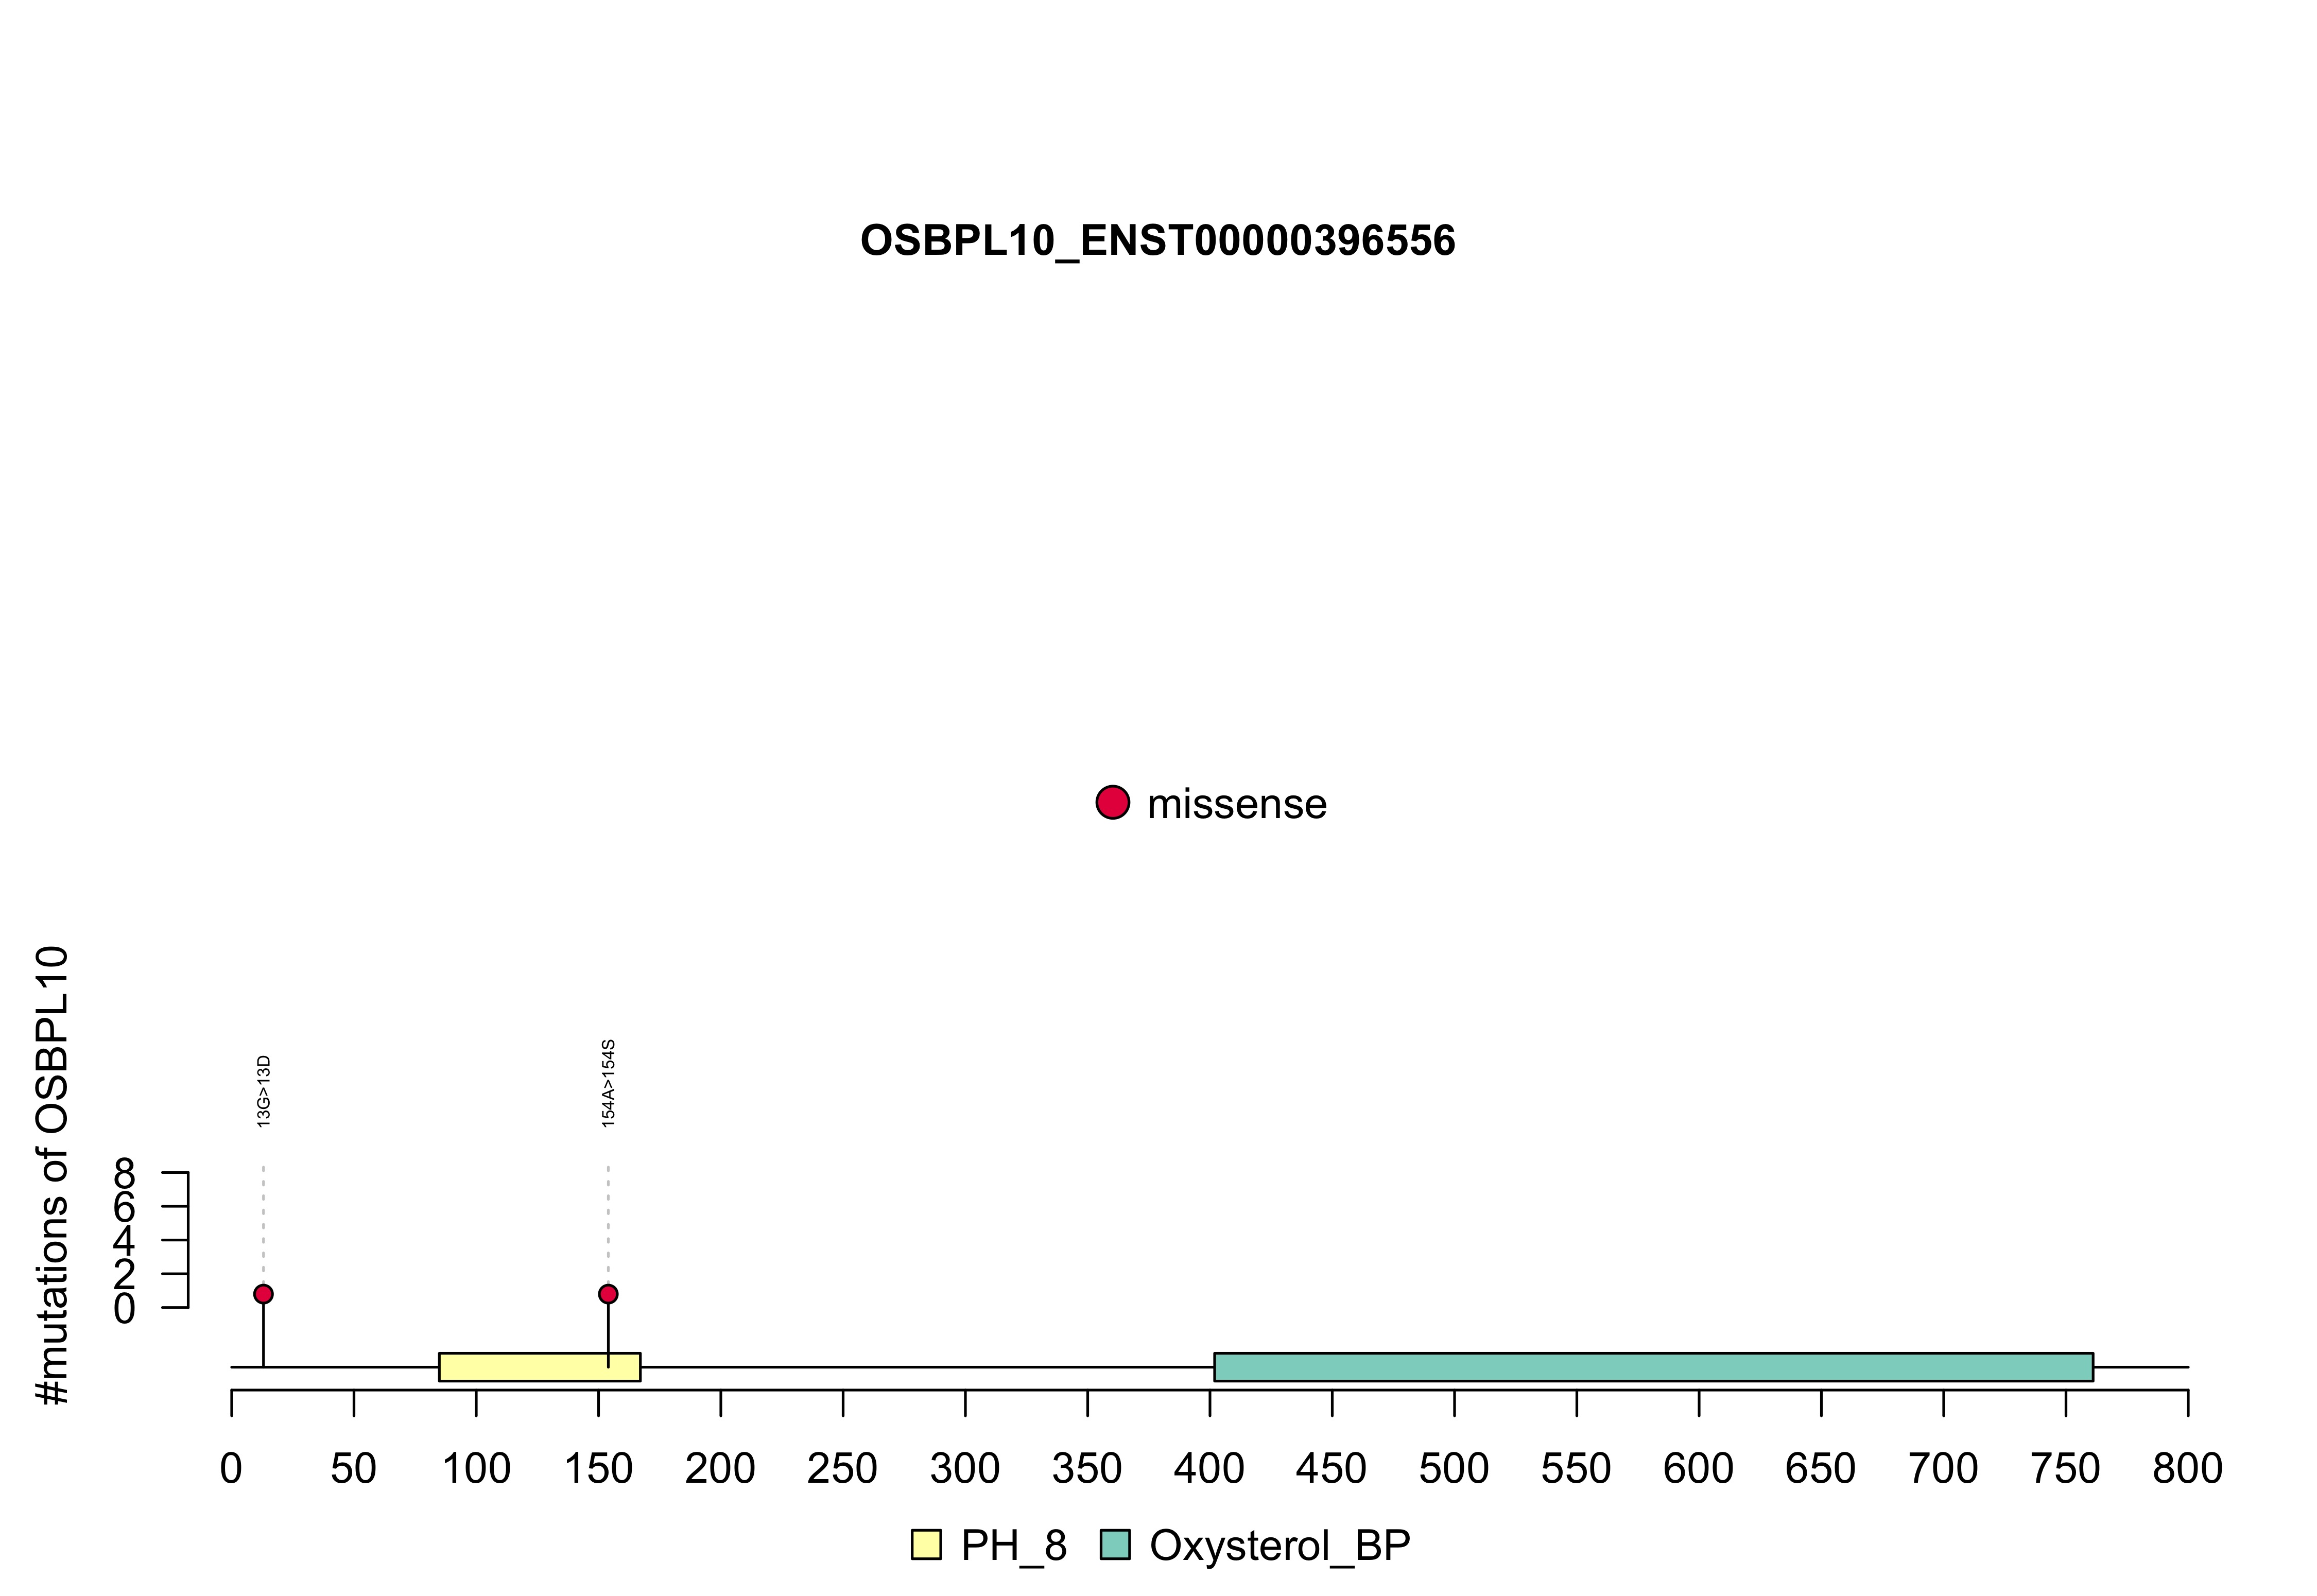 OSBPL10_ENST00000396556
missense
#mutations of OSBPL10
13G>13D
154A>154S
8
6
4
2
0
0 50 100 150 200 250 300 350 400 450 500 550 600 650 700 750 800
PH_8 Oxysterol_BP